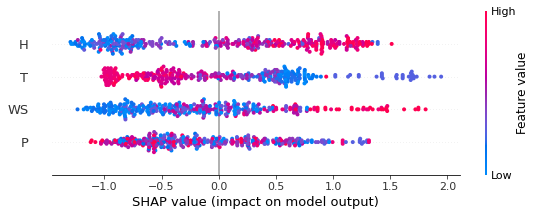 High
H
T
WS
P
Low
Feature value
−1.0 −0.5 0.0 0.5 1.0 1.5 2.0
SHAP value (impact on model output)